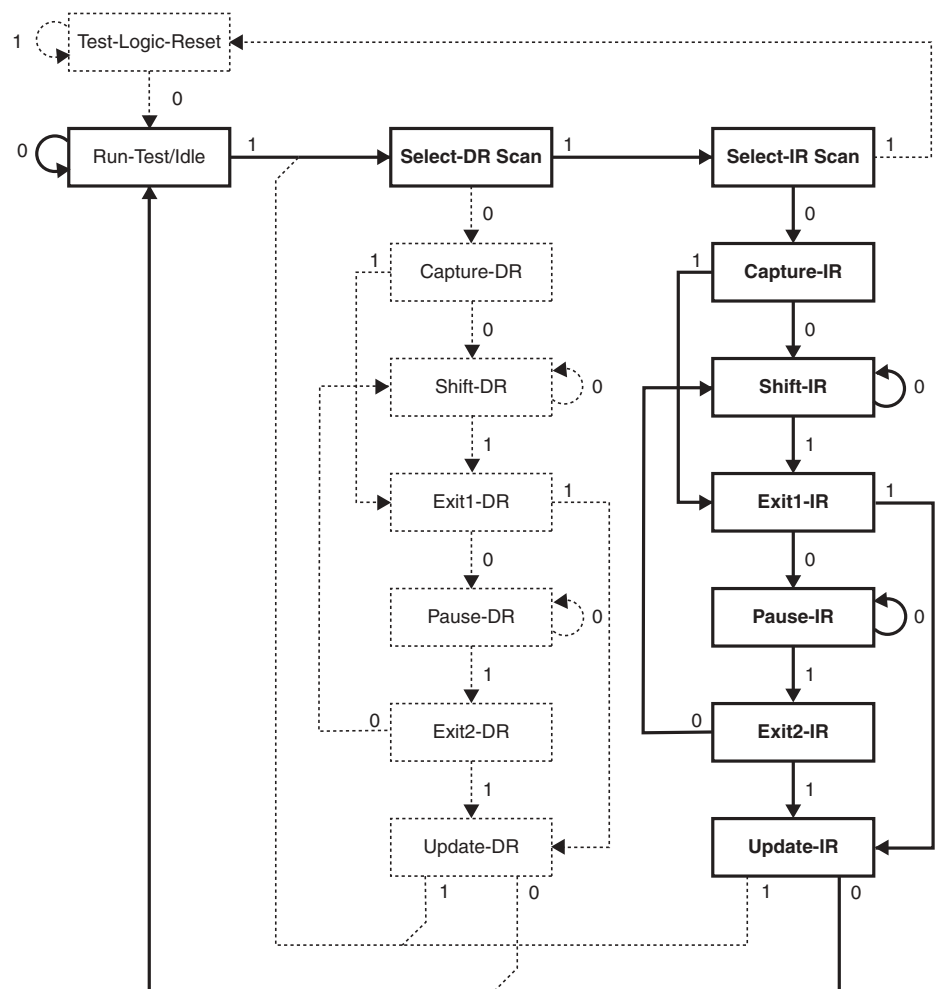 1 Test-Logic-Reset
0
0 Run-Test/Idle 1 Select-DR Scan 1 Select-IR Scan 1
0 0
1 Capture-DR 1 Capture-IR
0 0
Shift-DR 0 Shift-IR 0
1 1
Exit1-DR 1 Exit1-IR 1
0 0
Pause-DR 0 Pause-IR 0
1 1
0 Exit2-DR 0 Exit2-IR
1 1
Update-DR Update-IR
1 0 1 0